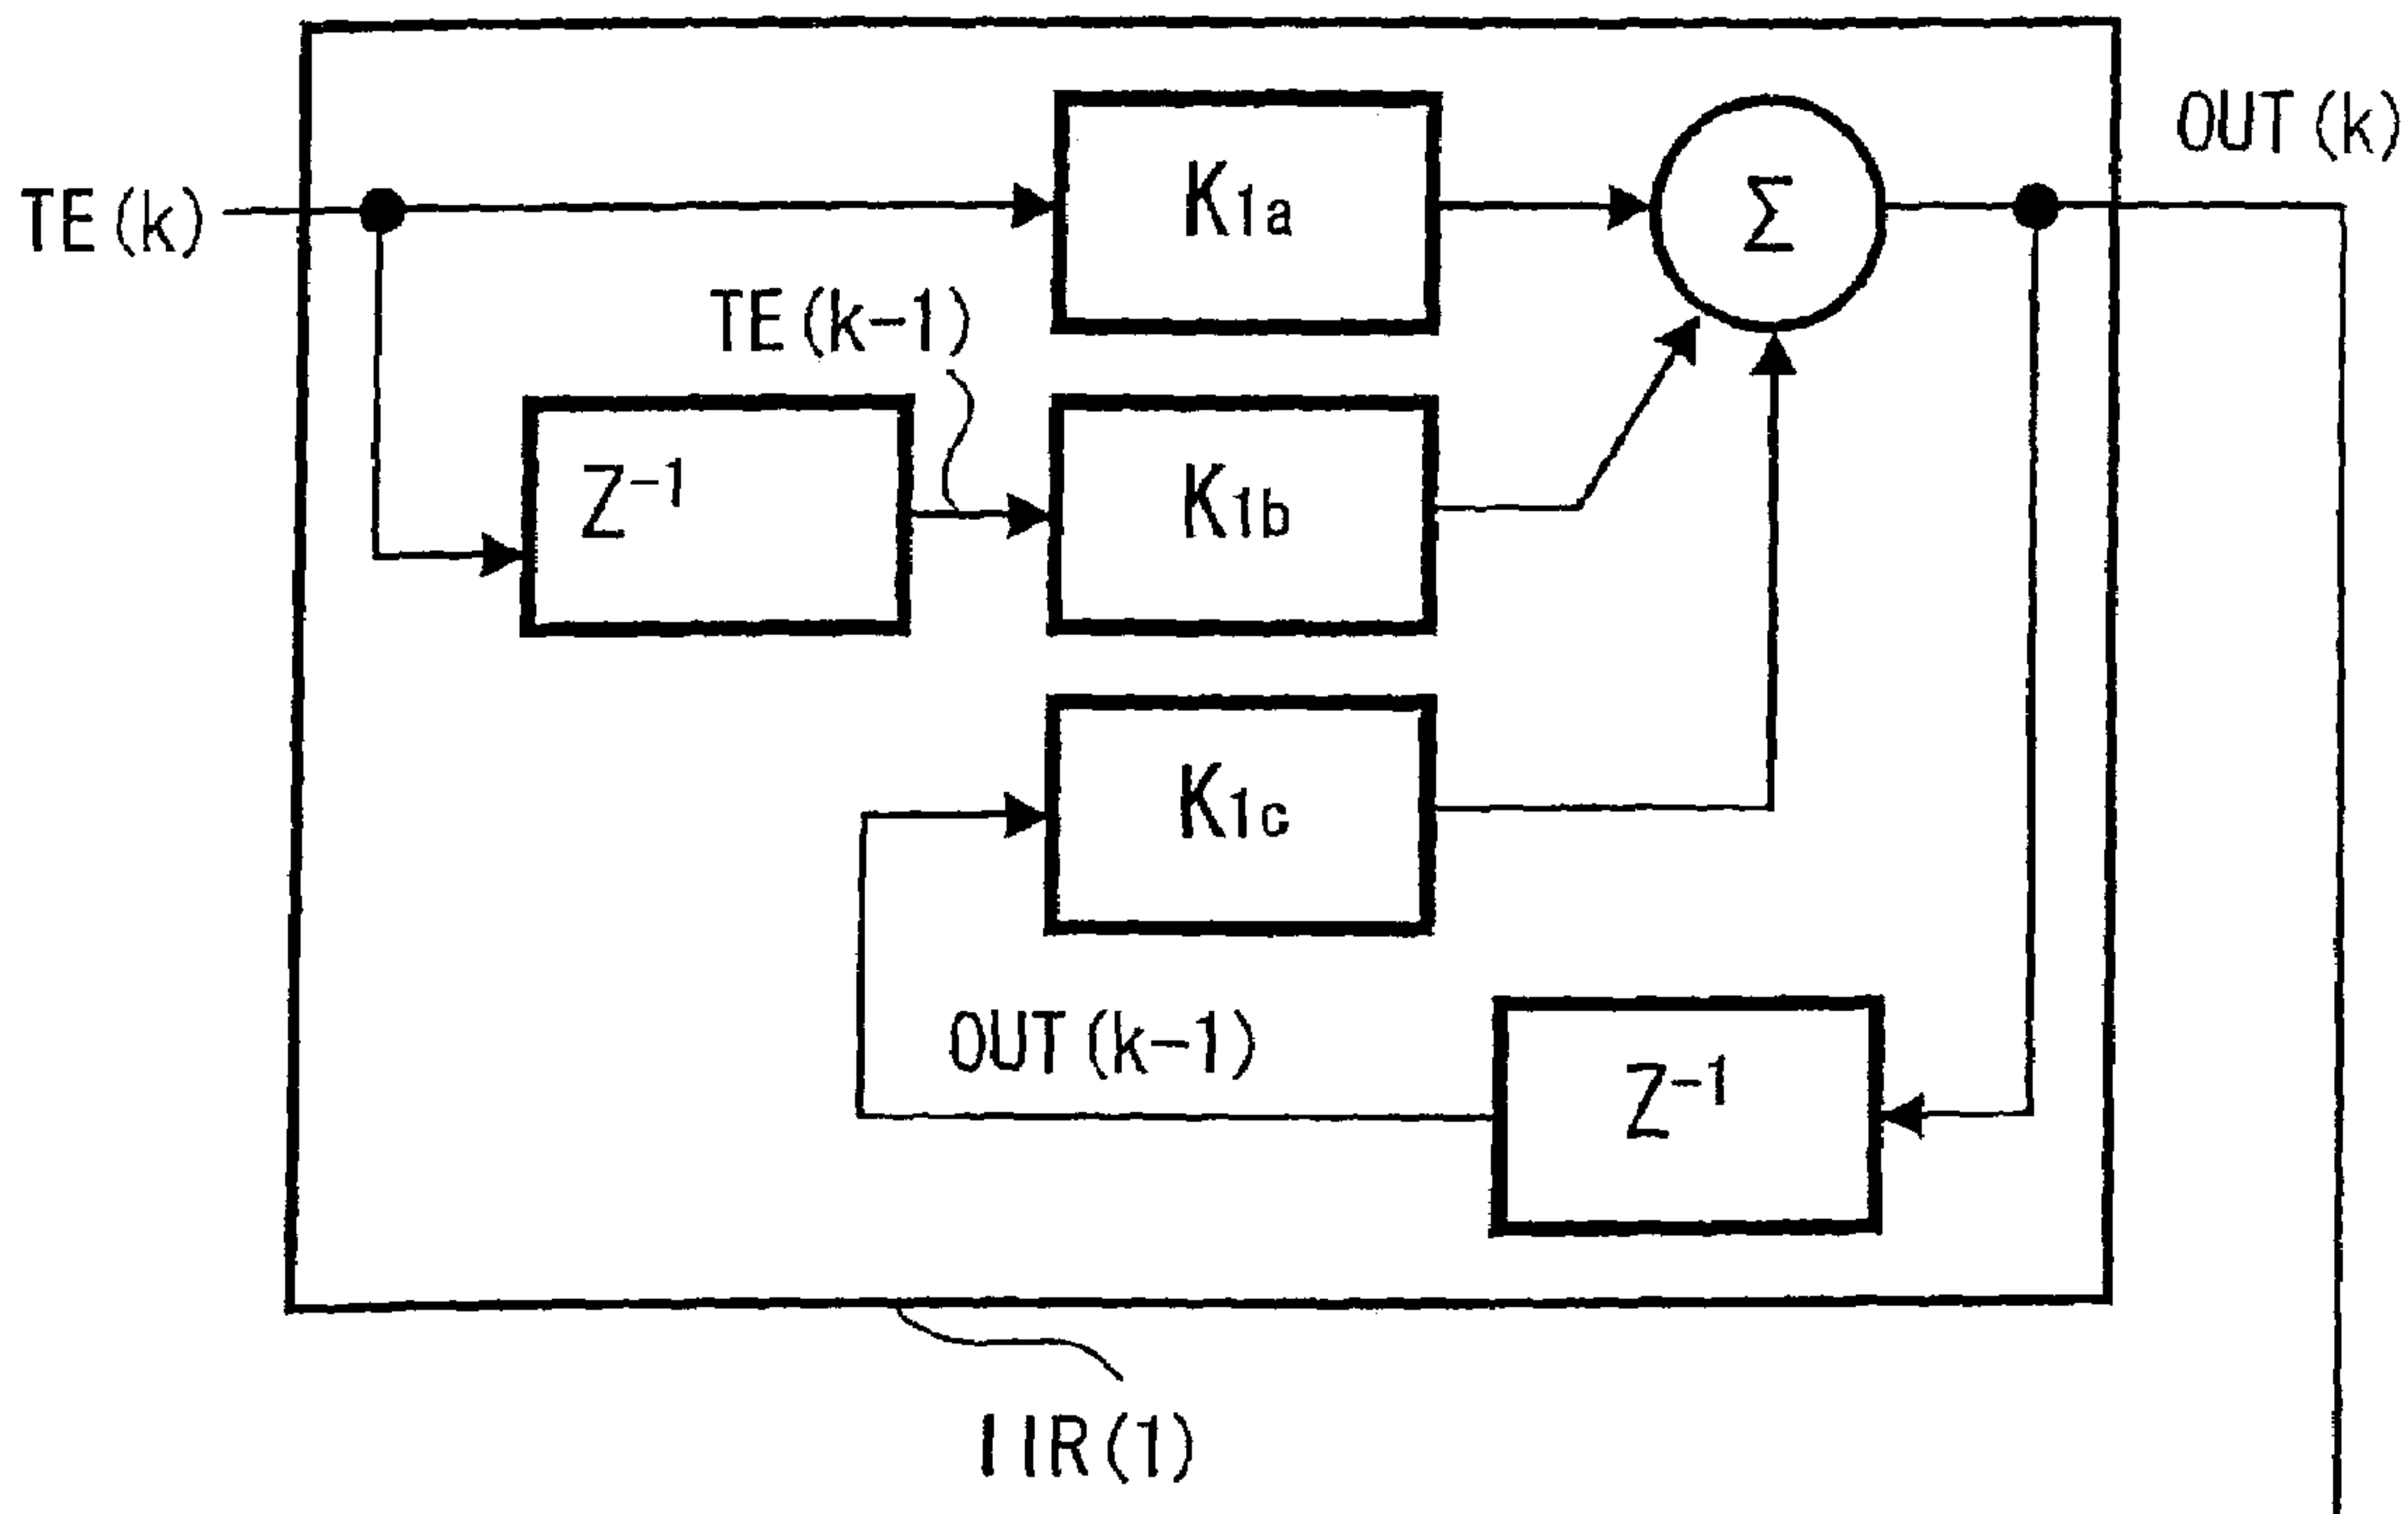 OUT(k)
TE(k)
K1a
Σ
TE(k-1)
Z-1
K1b
K1c
OUT(k-1)
Z-1
IIR(1)